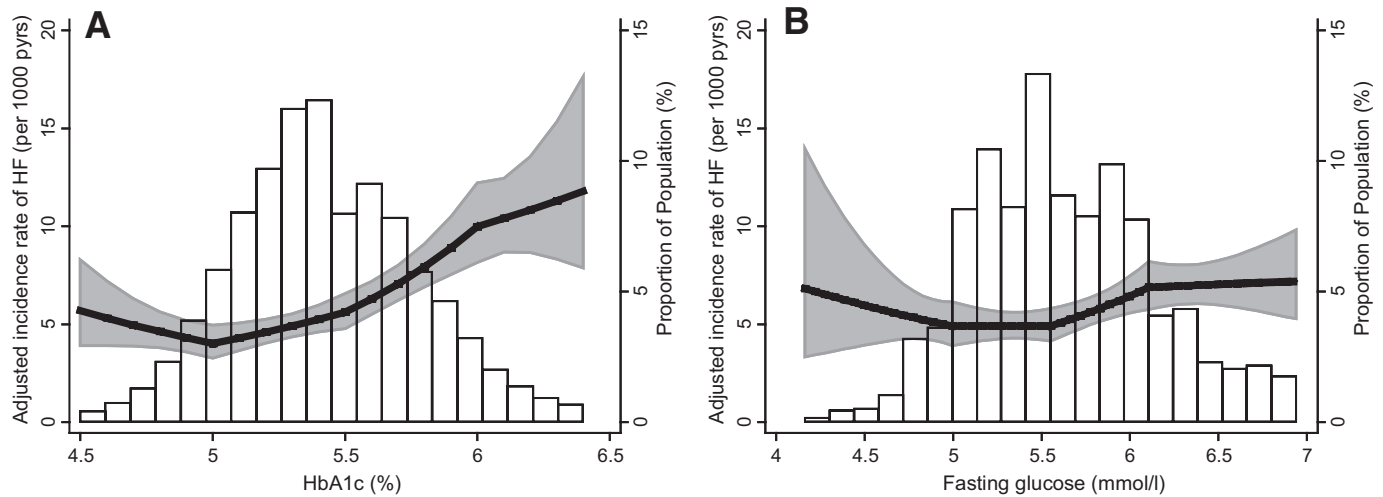 A
Adjusted incidence rate of HF (per 1000 pyrs)
20
15
10
5
0
15
10
5
0
Proportion of Population (%)
4.5 5 5.5 6 6.5
HbA1c (%)
B
Adjusted incidence rate of HF (per 1000 pyrs)
20
15
10
5
0
15
10
5
0
Proportion of Population (%)
4 4.5 5 5.5 6 6.5 7
Fasting glucose (mmol/l)